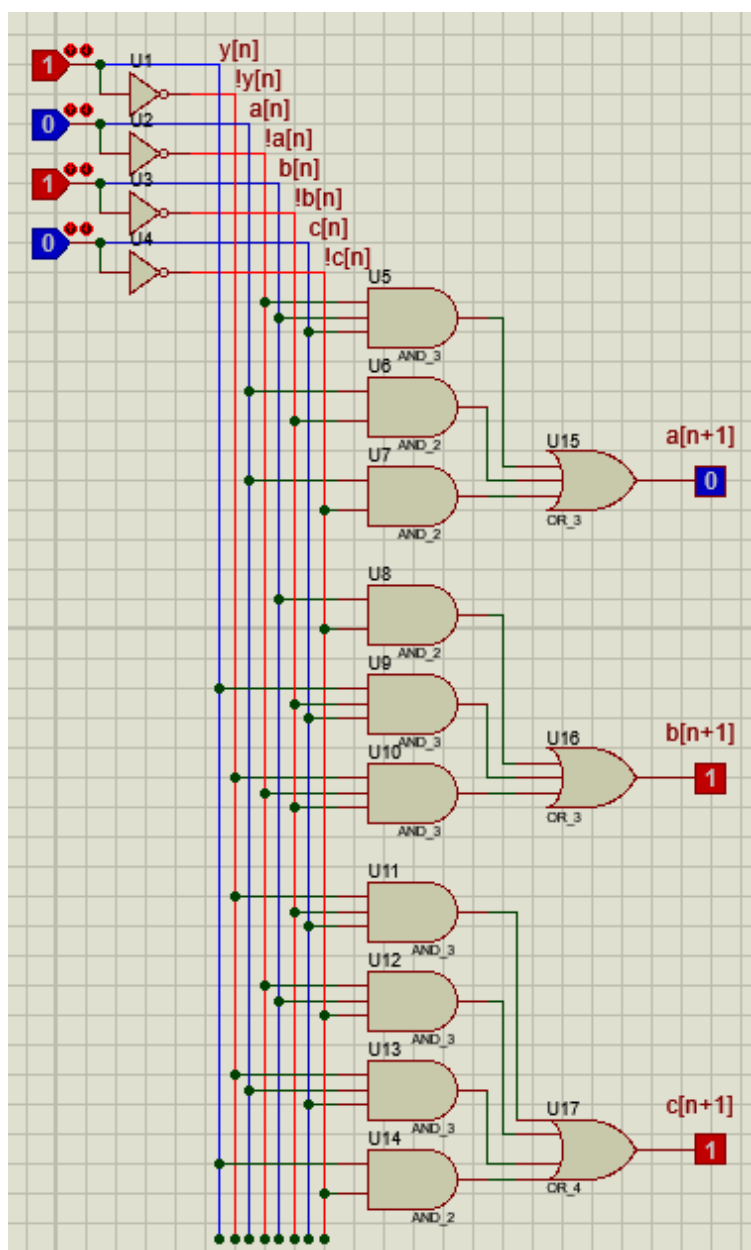 y[n]
1
U1
!y[n]
a[n]
0
U2
!a[n]
b[n]
1
U3
!b[n]
c[n]
0
U4
!c[n]
U5
AND_3
U6
AND_2
U7
AND_2
U15
OR_3
a[n+1]
0
U8
AND_2
U9
AND_3
U10
AND_3
U16
OR_3
b[n+1]
1
U11
AND_3
U12
AND_3
U13
AND_3
U14
AND_2
U17
OR_4
c[n+1]
1